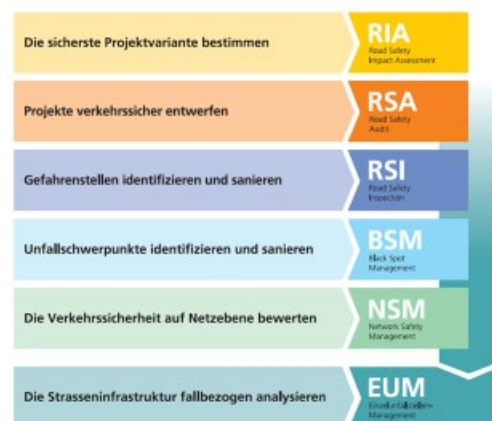 Die sicherste Projektvariante bestimmen
RIA
Road Safety
Impact Assessment
Projekte verkehrssicher entwerfen
RSA
Road Safety
Audit
Gefahrenstellen identifizieren und sanieren
RSI
Road Safety
Inspection
Unfallschwerpunkte identifizieren und sanieren
BSM
Black Spot
Management
Die Verkehrssicherheit auf Netzebene bewerten
NSM
Network Safety
Management
Die Strasseninfrastruktur fallbezogen analysieren
EUM
Einzelunfallstellen-
Management